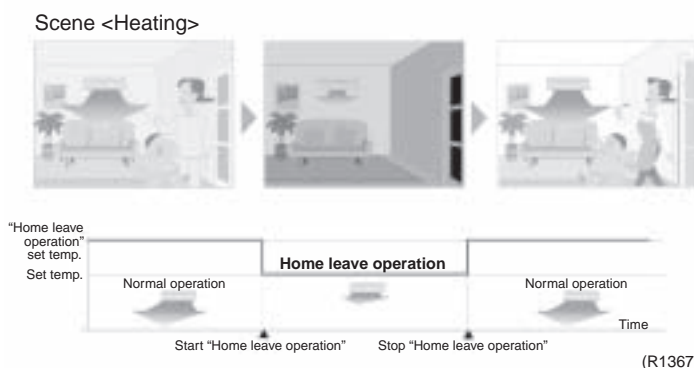 Scene <Heating>
"Home leave
operation"
set temp.
Set temp.
Home leave operation
Normal operation
Normal operation
Time
Start "Home leave operation"
Stop "Home leave operation"
(R1367